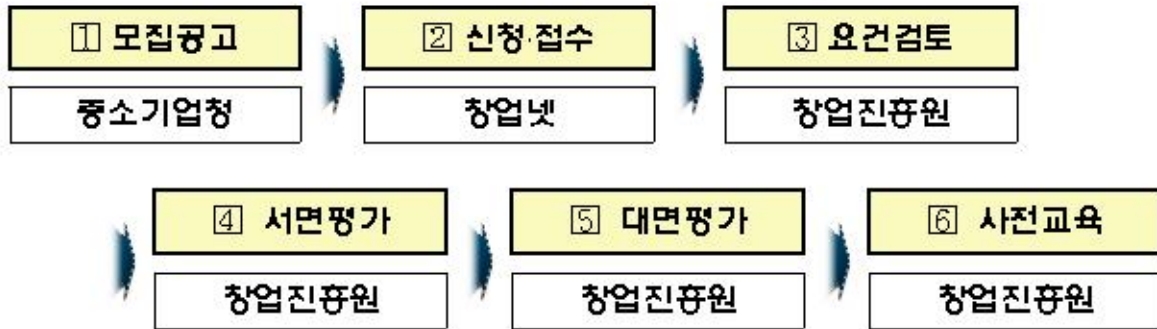 1 모집공고
중소기업청
2 신청·접수
창업넷
3 요건검토
창업진흥원
4 서면평가
창업진흥원
5 대면평가
창업진흥원
6 사전교육
창업진흥원